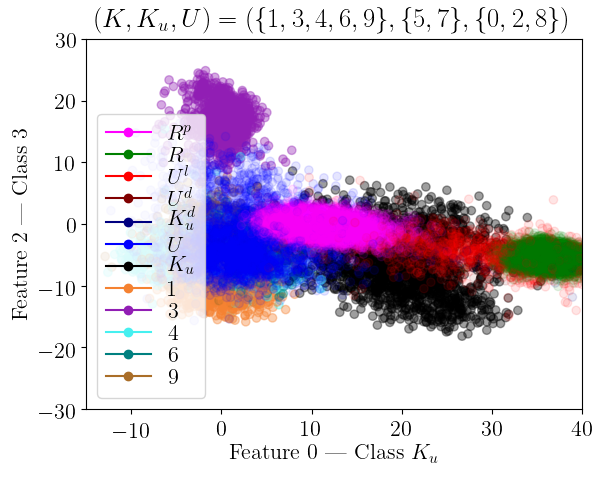 (K, K_u, U) = ({1, 3, 4, 6, 9}, {5, 7}, {0, 2, 8})
30
20
10
0
−10
−20
−30
Feature 2 — Class 3
R^p
R
U^l
U^d
K_u^d
U
K_u
1
3
4
6
9
−10
0
10
20
30
40
Feature 0 — Class K_u